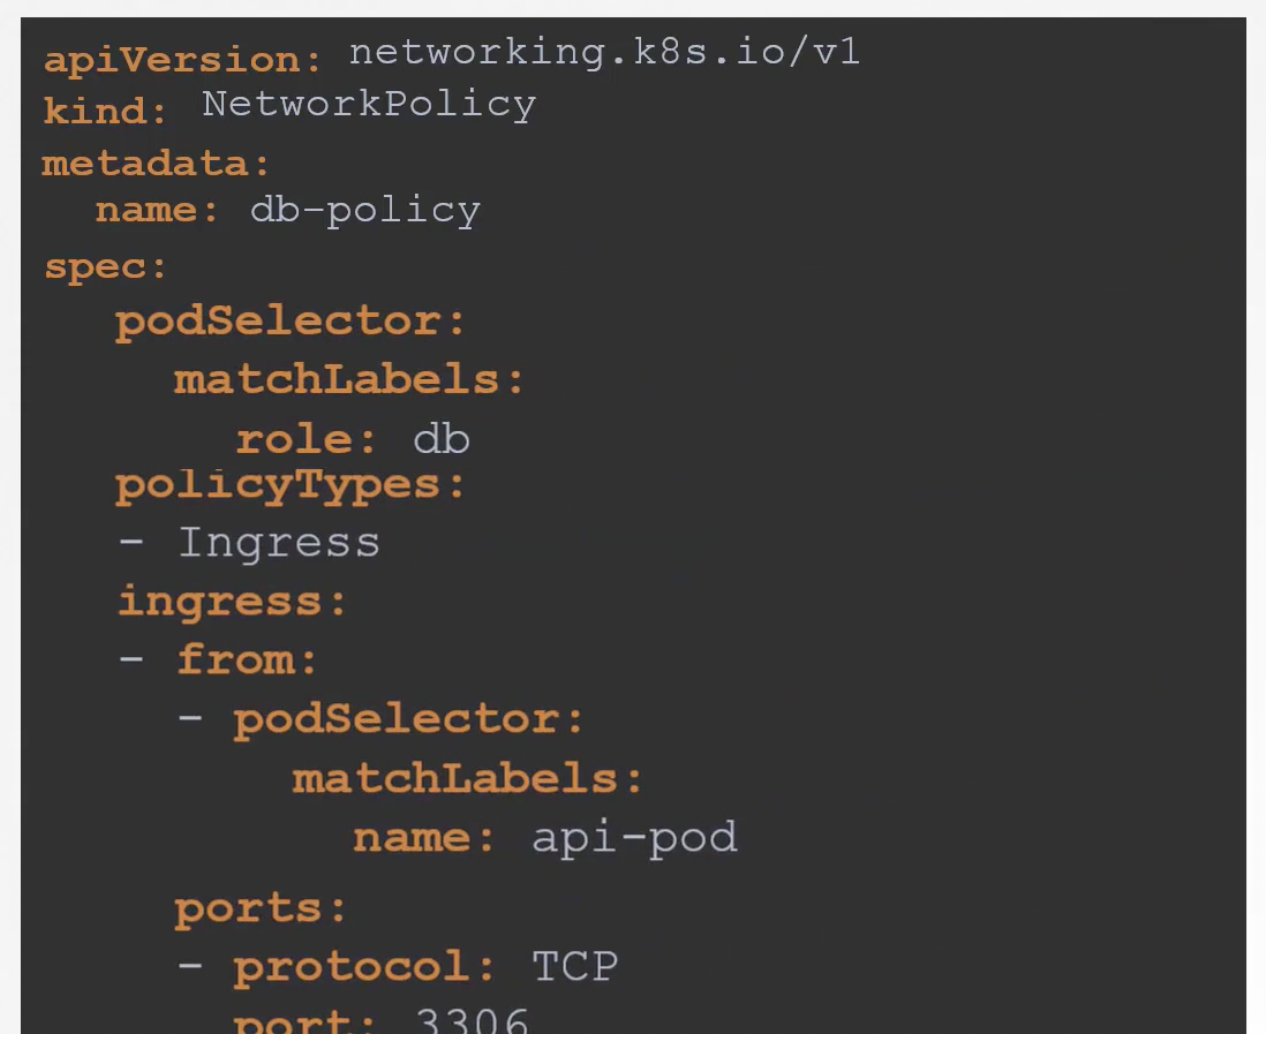 apiVersion: networking.k8s.io/v1
kind: NetworkPolicy
metadata:
  name: db-policy
spec:
  podSelector:
    matchLabels:
      role: db
  policyTypes:
  - Ingress
  ingress:
  - from:
    - podSelector:
        matchLabels:
          name: api-pod
    ports:
    - protocol: TCP
      port: 3306